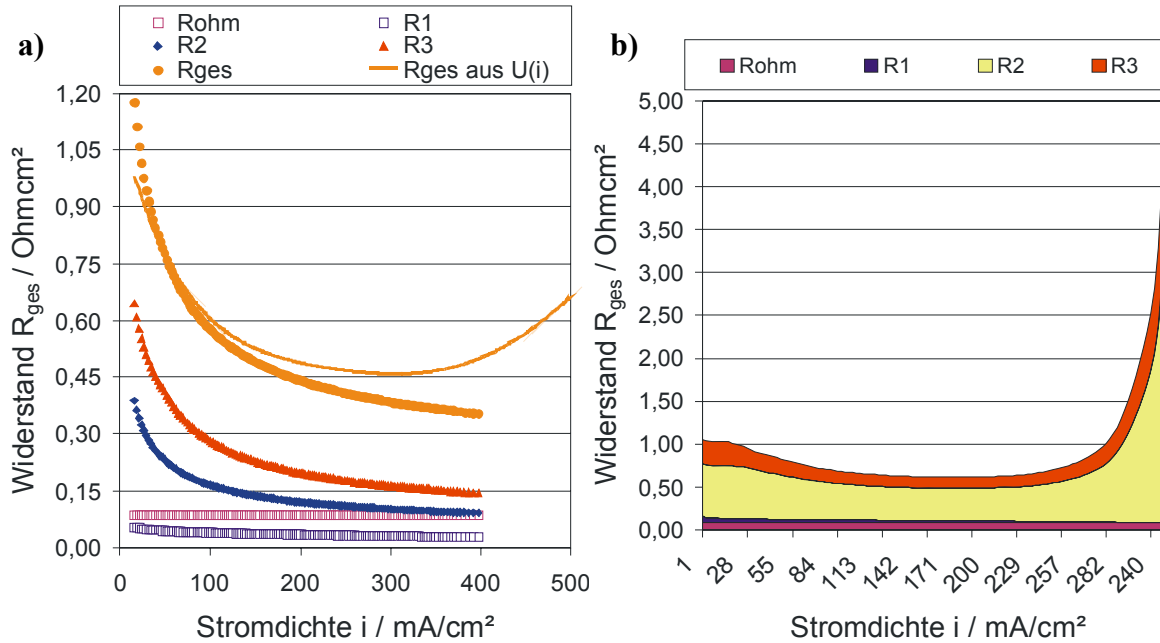 a)
Rohm R1
R2 R3
Rges Rges aus U(i)
1,20
1,05
0,90
0,75
0,60
0,45
0,30
0,15
0,00
Widerstand Rges / Ohmcm²
0 100 200 300 400 500
Stromdichte i / mA/cm²
b)
Rohm R1 R2 R3
5,00
4,50
4,00
3,50
3,00
2,50
2,00
1,50
1,00
0,50
0,00
Widerstand Rges / Ohmcm²
1 28 55 84 113 142 171 200 229 257 282 240
Stromdichte i / mA/cm²